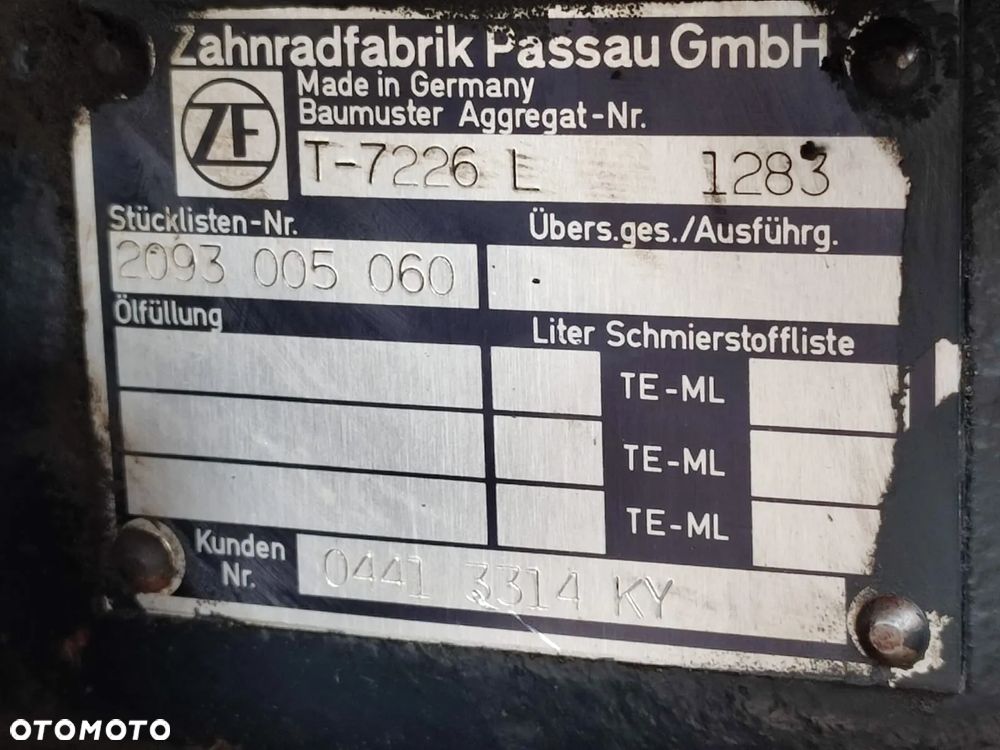 Zahnradfabrik Passau GmbH
ZF
Made in Germany
Baumuster Aggregat-Nr.
T-7226 L 1283
Stücklisten-Nr. Übers.ges./Ausführg.
2093 005 060
Ölfüllung Liter Schmierstoffliste
TE-ML
TE-ML
TE-ML
Kunden
Nr.
0441 3314 KY
OTOMOTO